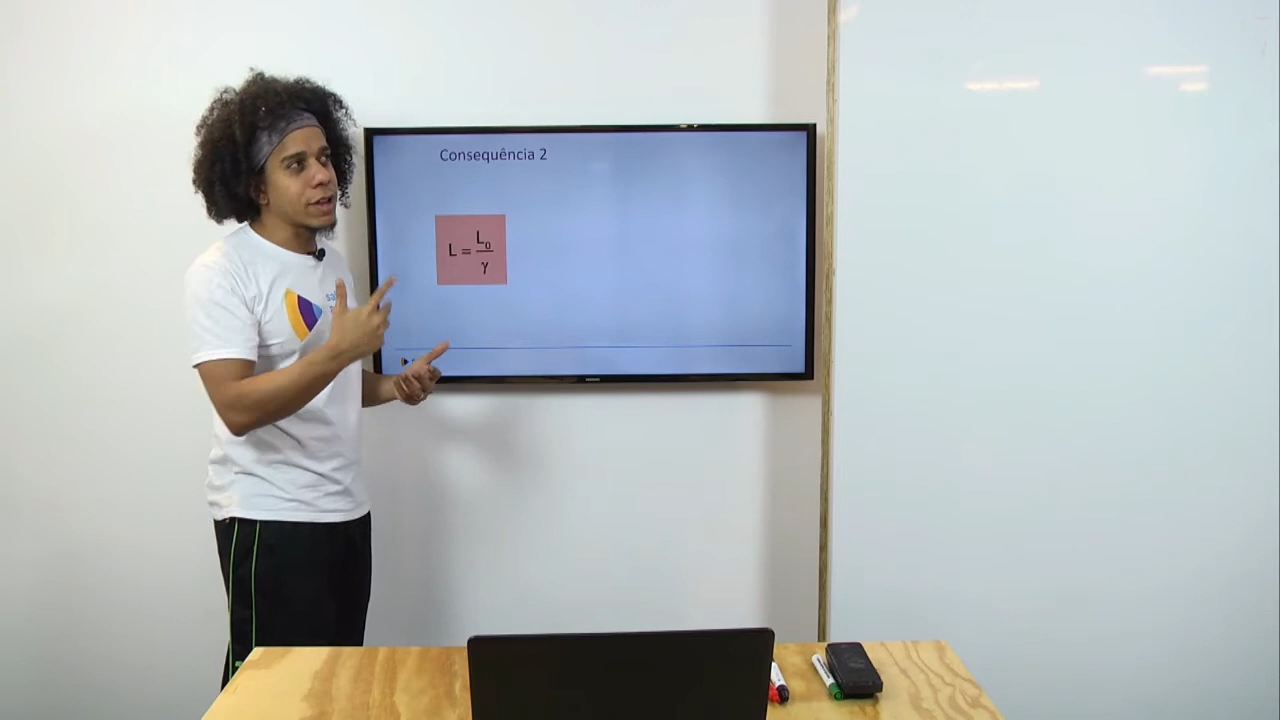 Consequência 2
L = L₀/γ